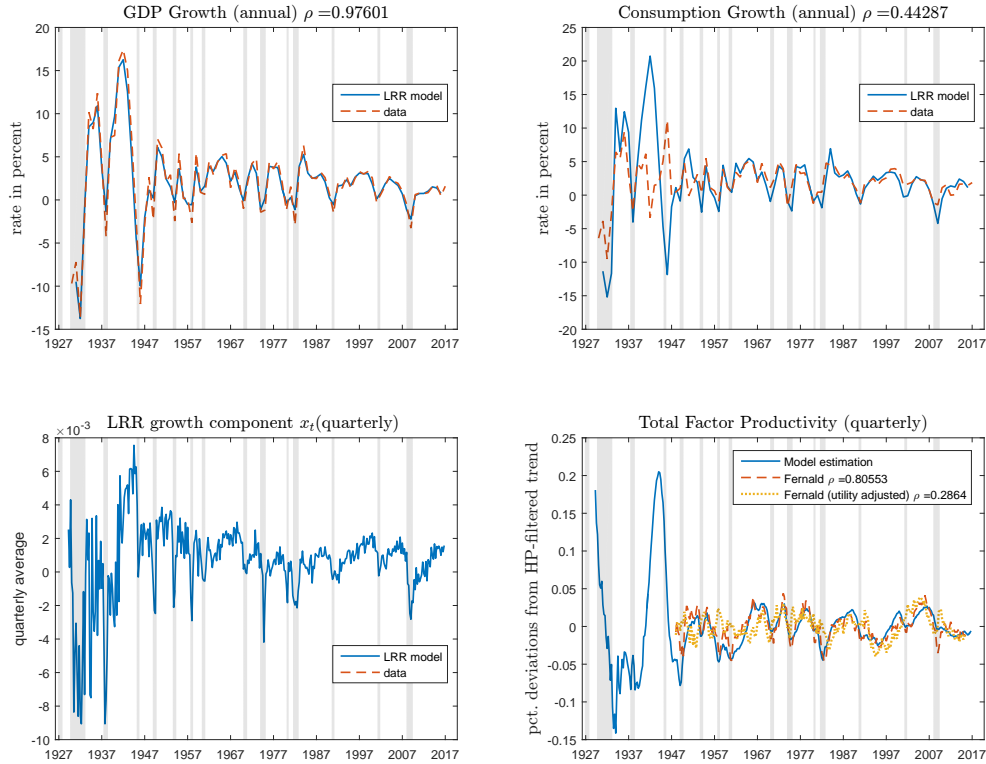 GDP Growth (annual) ρ =0.97601
20
15
10
5
0
-5
-10
-15
rate in percent
LRR model
data
1927 1937 1947 1957 1967 1977 1987 1997 2007 2017
Consumption Growth (annual) ρ =0.44287
25
20
15
10
5
0
-5
-10
-15
-20
rate in percent
LRR model
data
1927 1937 1947 1957 1967 1977 1987 1997 2007 2017
LRR growth component xₜ(quarterly)
×10⁻³
8
6
4
2
0
-2
-4
-6
-8
-10
quarterly average
LRR model
data
1927 1937 1947 1957 1967 1977 1987 1997 2007 2017
Total Factor Productivity (quarterly)
0.25
0.2
0.15
0.1
0.05
0
-0.05
-0.1
-0.15
pct. deviations from HP-filtered trend
Model estimation
Fernald ρ =0.80553
Fernald (utility adjusted) ρ =0.2864
1927 1937 1947 1957 1967 1977 1987 1997 2007 2017